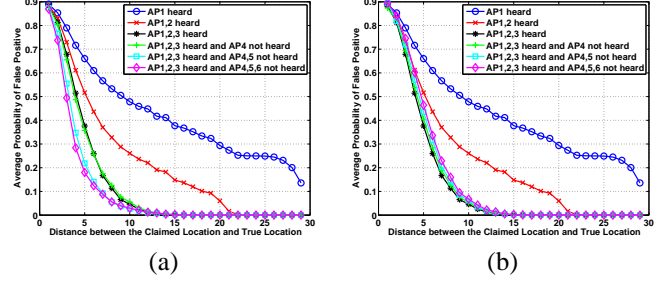 AP1 heard
AP1,2 heard
AP1,2,3 heard
AP1,2,3 heard and AP4 not heard
AP1,2,3 heard and AP4,5 not heard
AP1,2,3 heard and AP4,5,6 not heard
Average Probability of False Positive
0.9
0.8
0.7
0.6
0.5
0.4
0.3
0.2
0.1
0
0 5 10 15 20 25 30
Distance between the Claimed Location and True Location
(a)
AP1 heard
AP1,2 heard
AP1,2,3 heard
AP1,2,3 heard and AP4 not heard
AP1,2,3 heard and AP4,5 not heard
AP1,2,3 heard and AP4,5,6 not heard
Average Probability of False Positive
0.9
0.8
0.7
0.6
0.5
0.4
0.3
0.2
0.1
0
0 5 10 15 20 25 30
Distance between the Claimed Location and True Location
(b)